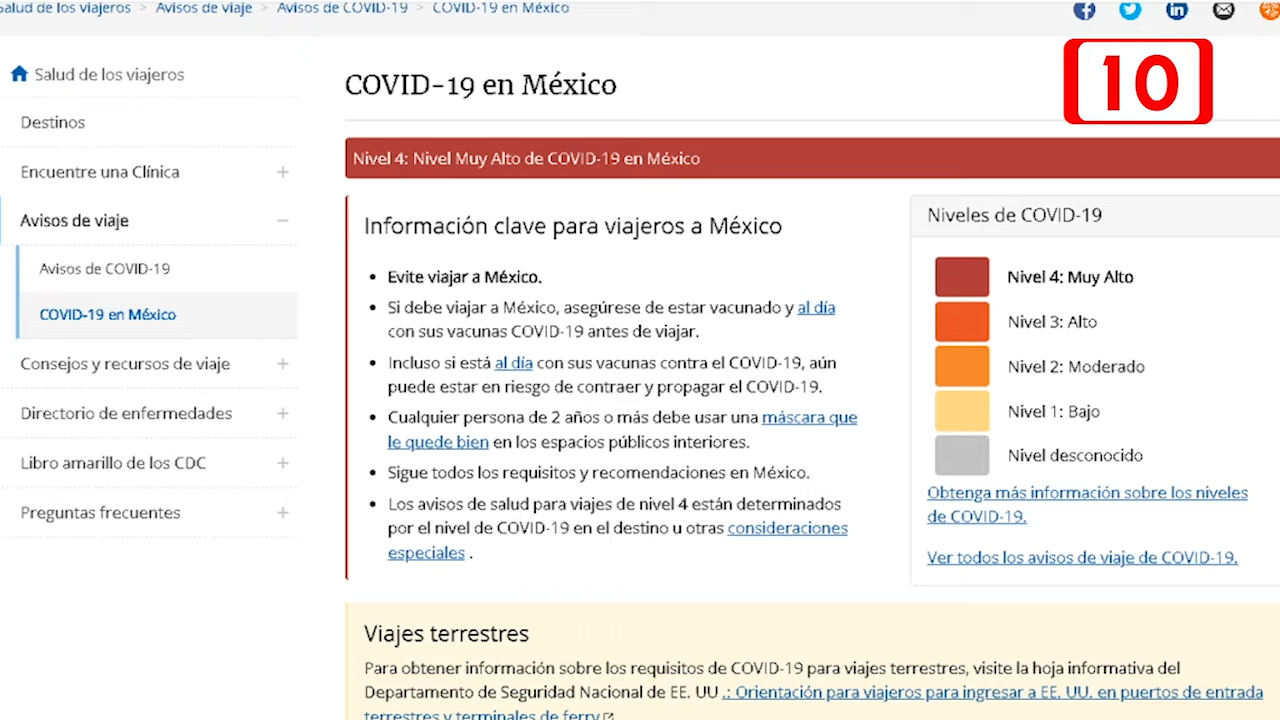 Salud de los viajeros > Avisos de viaje > Avisos de COVID-19 > COVID-19 en México
10
Salud de los viajeros
Destinos
Encuentre una Clínica
Avisos de viaje
Avisos de COVID-19
COVID-19 en México
Consejos y recursos de viaje
Directorio de enfermedades
Libro amarillo de los CDC
Preguntas frecuentes
COVID-19 en México
Nivel 4: Nivel Muy Alto de COVID-19 en México
Información clave para viajeros a México
• Evite viajar a México.
• Si debe viajar a México, asegúrese de estar vacunado y al día
con sus vacunas COVID-19 antes de viajar.
• Incluso si está al día con sus vacunas contra el COVID-19, aún
puede estar en riesgo de contraer y propagar el COVID-19.
• Cualquier persona de 2 años o más debe usar una máscara que
le quede bien en los espacios públicos interiores.
• Sigue todos los requisitos y recomendaciones en México.
• Los avisos de salud para viajes de nivel 4 están determinados
por el nivel de COVID-19 en el destino u otras consideraciones
especiales .
Niveles de COVID-19
Nivel 4: Muy Alto
Nivel 3: Alto
Nivel 2: Moderado
Nivel 1: Bajo
Nivel desconocido
Obtenga más información sobre los niveles
de COVID-19.
Ver todos los avisos de viaje de COVID-19.
Viajes terrestres
Para obtener información sobre los requisitos de COVID-19 para viajes terrestres, visite la hoja informativa del
Departamento de Seguridad Nacional de EE. UU .: Orientación para viajeros para ingresar a EE. UU. en puertos de entrada
terrestres y terminales de ferry